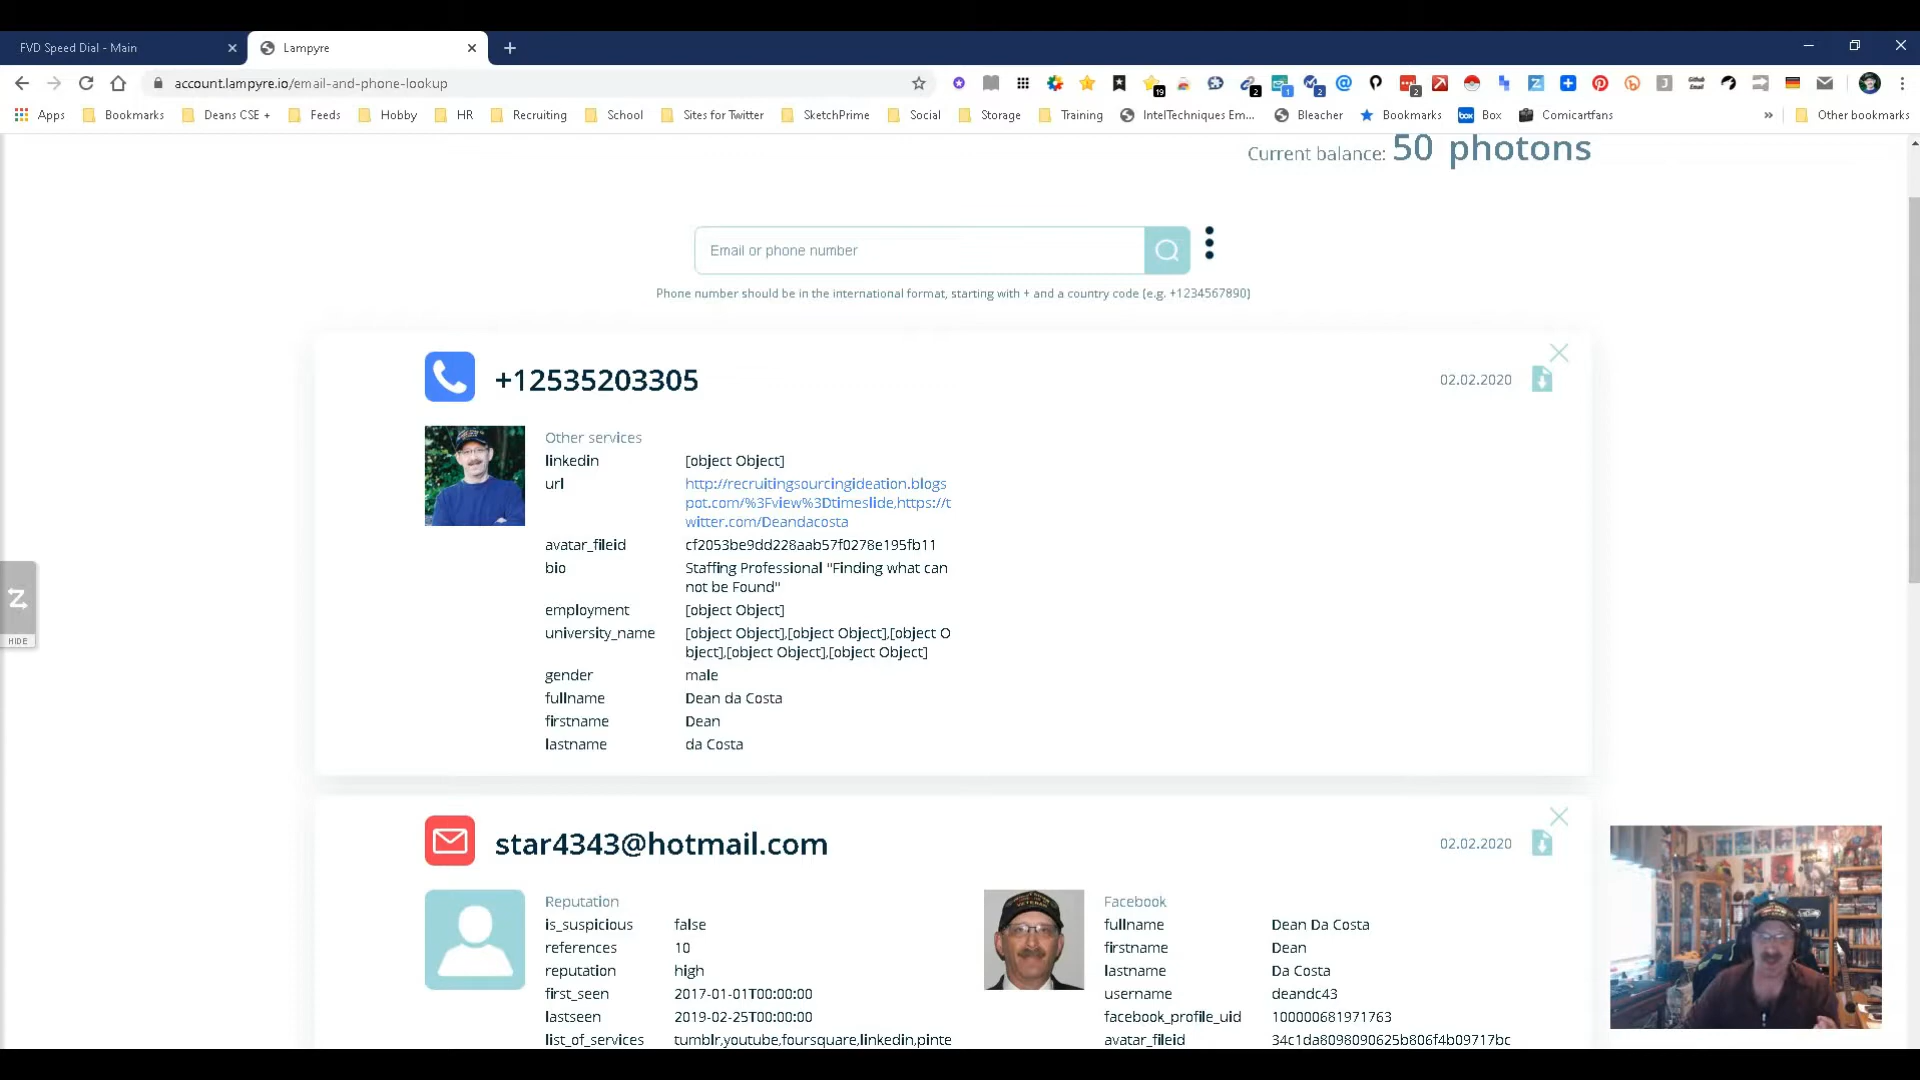 FVD Speed Dial - Main
Lampyre
account.lampyre.io/email-and-phone-lookup
19 2 1 2 2
Apps Bookmarks Deans CSE + Feeds Hobby HR Recruiting School Sites for Twitter SketchPrime Social Storage Training IntelTechniques Em... Bleacher Bookmarks box Box Comicartfans » Other bookmarks
Current balance: 50 photons
Email or phone number
Phone number should be in the international format, starting with + and a country code (e.g. +1234567890)
+12535203305
02.02.2020
Other services
linkedin [object Object]
url http://recruitingsourcingideation.blogs
pot.com/%3Fview%3Dtimeslide,https://t
witter.com/Deandacosta
avatar_fileid cf2053be9dd228aab57f0278e195fb11
bio Staffing Professional "Finding what can
not be Found"
employment [object Object]
university_name [object Object],[object Object],[object O
bject],[object Object],[object Object]
gender male
fullname Dean da Costa
firstname Dean
lastname da Costa
HIDE
star4343@hotmail.com
02.02.2020
Reputation
is_suspicious false
references 10
reputation high
first_seen 2017-01-01T00:00:00
lastseen 2019-02-25T00:00:00
list_of_services tumblr,youtube,foursquare,linkedin,pinte
Facebook
fullname Dean Da Costa
firstname Dean
lastname Da Costa
username deandc43
facebook_profile_uid 100000681971763
avatar_fileid 34c1da8098090625b806f4b09717bc